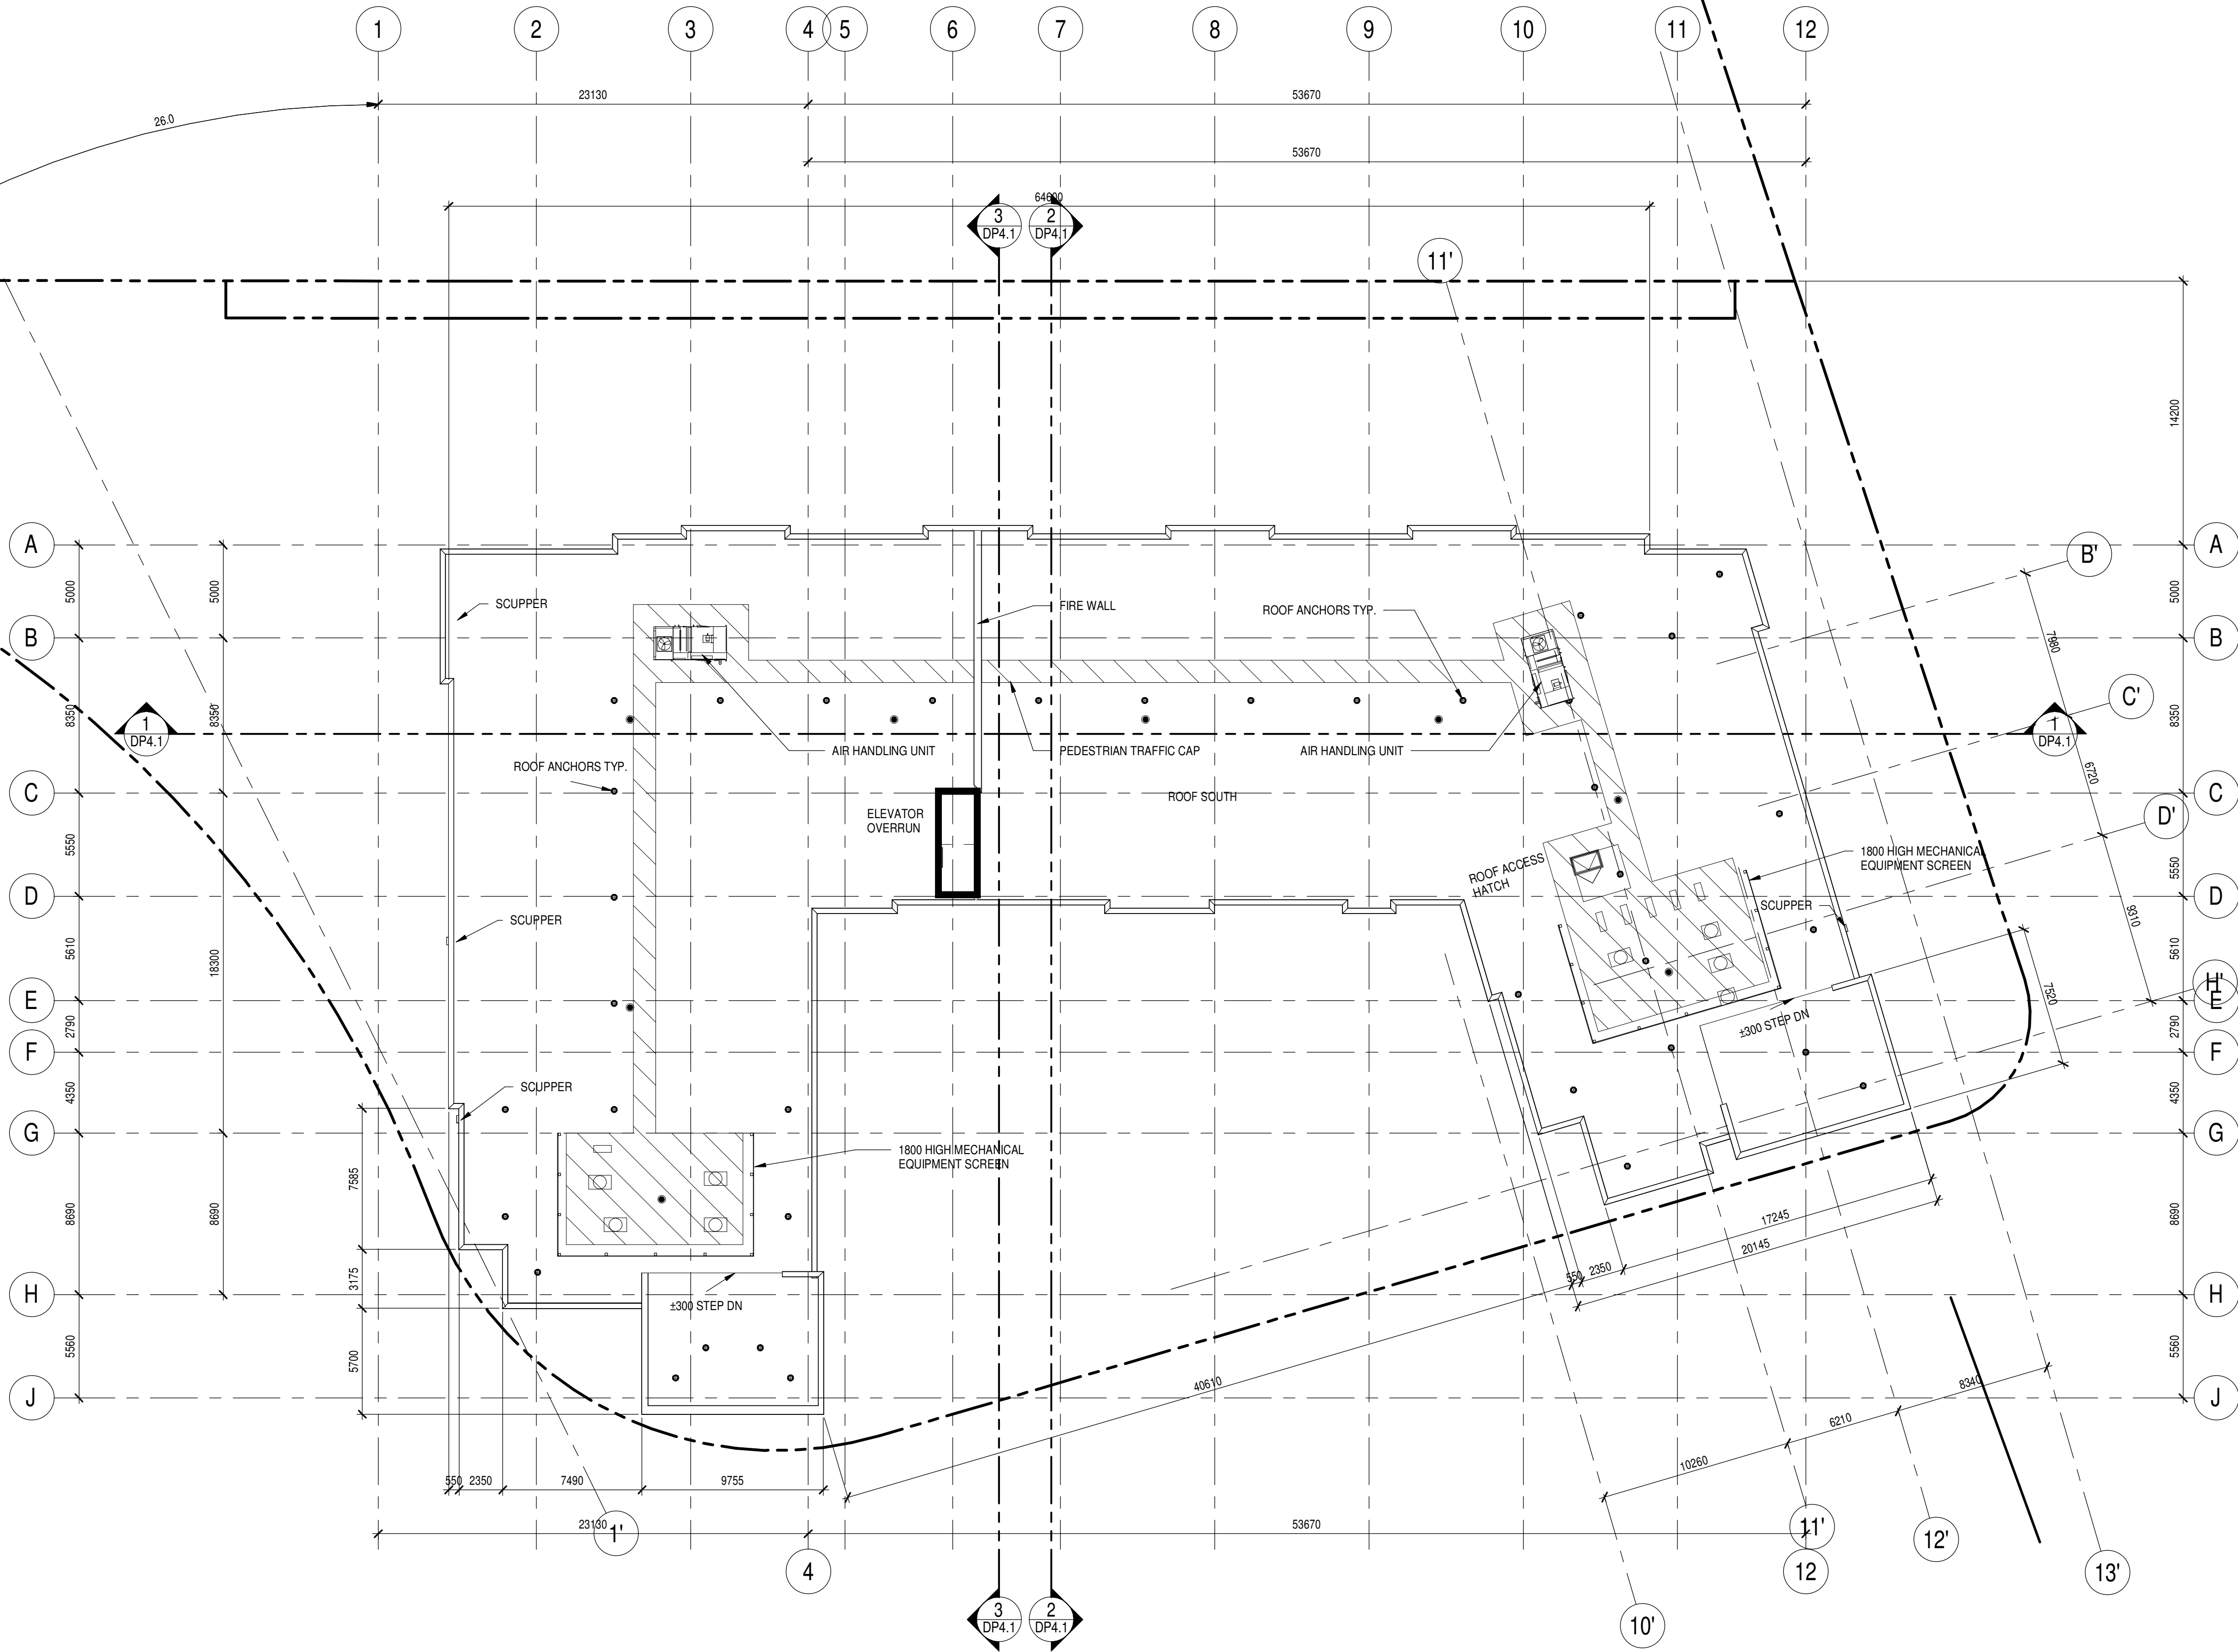 1
2
3
4
5
6
7
8
9
10
11
12
23130
53670
26.0
53670
64600
3
DP4.1
2
DP4.1
11'
14200
A
A
B'
5000
5000
SCUPPER
FIRE WALL
ROOF ANCHORS TYP.
5000
B
B
7980
C'
8350
8350
1
DP4.1
1
DP4.1
8350
AIR HANDLING UNIT
PEDESTRIAN TRAFFIC CAP
AIR HANDLING UNIT
ROOF ANCHORS TYP.
6720
C
ROOF SOUTH
C
ELEVATOR
OVERRUN
D'
5550
1800 HIGH MECHANICAL
EQUIPMENT SCREEN
5550
ROOF ACCESS
HATCH
D
D
SCUPPER
9310
SCUPPER
5610
18300
5610
H'
E
E
7520
±300 STEP DN
2790
2790
F
F
SCUPPER
4350
4350
G
G
1800 HIGH MECHANICAL
EQUIPMENT SCREEN
7585
8690
8690
8690
17245
20145
550
2350
3175
H
±300 STEP DN
H
5560
5700
5560
40610
8340
J
J
6210
10260
550
2350
7490
9755
23130
53670
1'
11'
12'
4
12
13'
3
DP4.1
2
DP4.1
10'